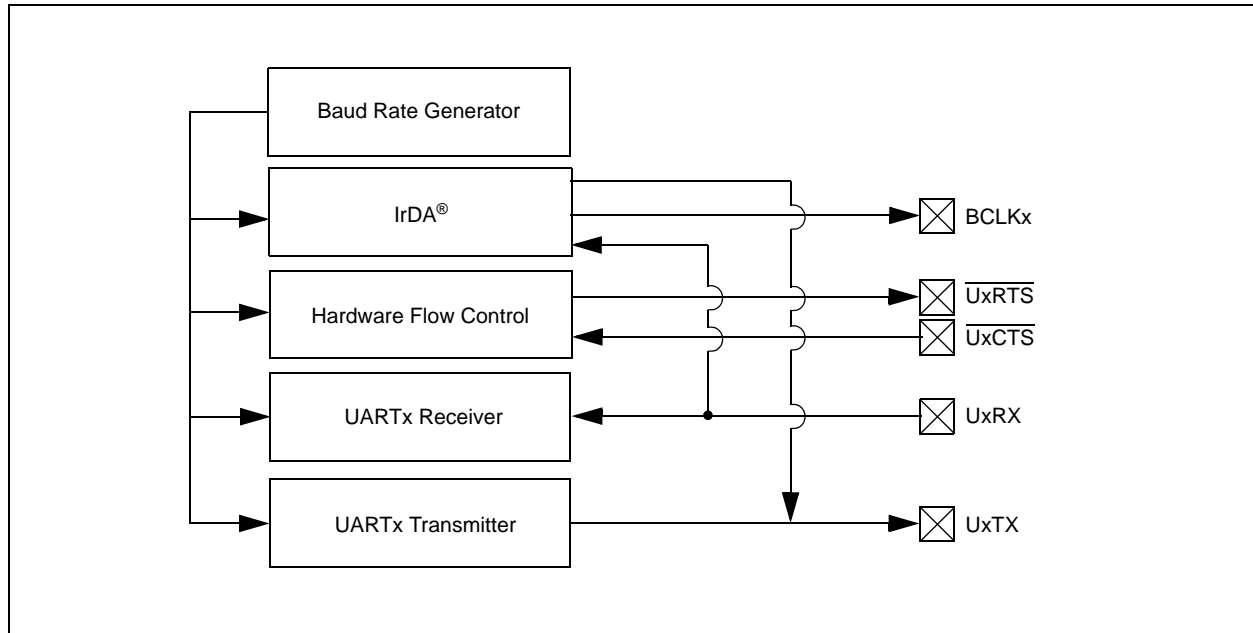 Baud Rate Generator
IrDA®
BCLKx
Hardware Flow Control
UxRTS
UxCTS
UARTx Receiver
UxRX
UARTx Transmitter
UxTX